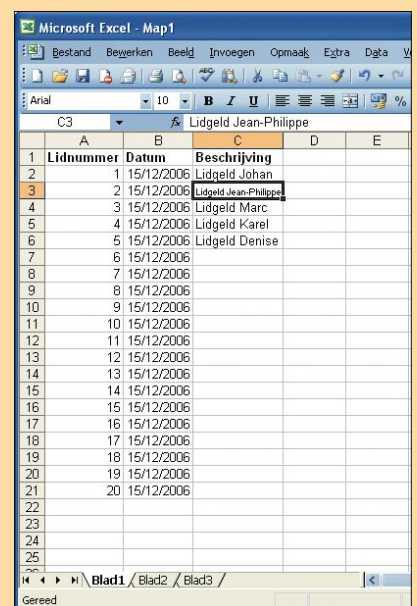 Microsoft Excel - Map1
Bestand Bewerken Beeld Invoegen Opmaak Extra Data
Arial 10 B I U %
C3 fx Lidgeld Jean-Philippe
A B C D E
1 Lidnummer Datum Beschrijving
2 1 15/12/2006 Lidgeld Johan
3 2 15/12/2006 Lidgeld Jean-Philippe
4 3 15/12/2006 Lidgeld Marc
5 4 15/12/2006 Lidgeld Karel
6 5 15/12/2006 Lidgeld Denise
7 6 15/12/2006
8 7 15/12/2006
9 8 15/12/2006
10 9 15/12/2006
11 10 15/12/2006
12 11 15/12/2006
13 12 15/12/2006
14 13 15/12/2006
15 14 15/12/2006
16 15 15/12/2006
17 16 15/12/2006
18 17 15/12/2006
19 18 15/12/2006
20 19 15/12/2006
21 20 15/12/2006
22
23
24
25
Blad1 Blad2 Blad3
Gereed